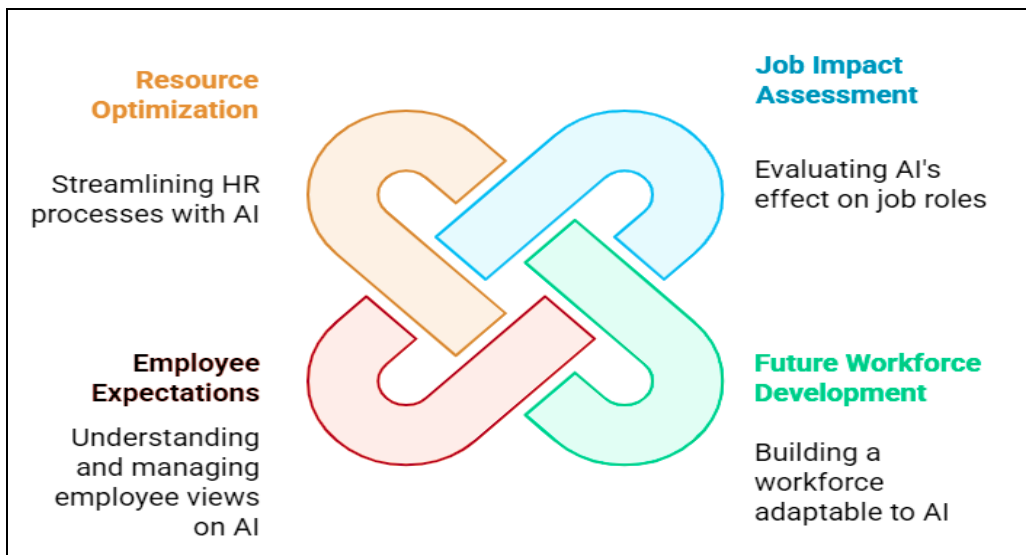 Resource
Optimization
Streamlining HR
processes with AI
Job Impact
Assessment
Evaluating AI's
effect on job roles
Employee
Expectations
Understanding
and managing
employee views
on AI
Future Workforce
Development
Building a
workforce
adaptable to AI